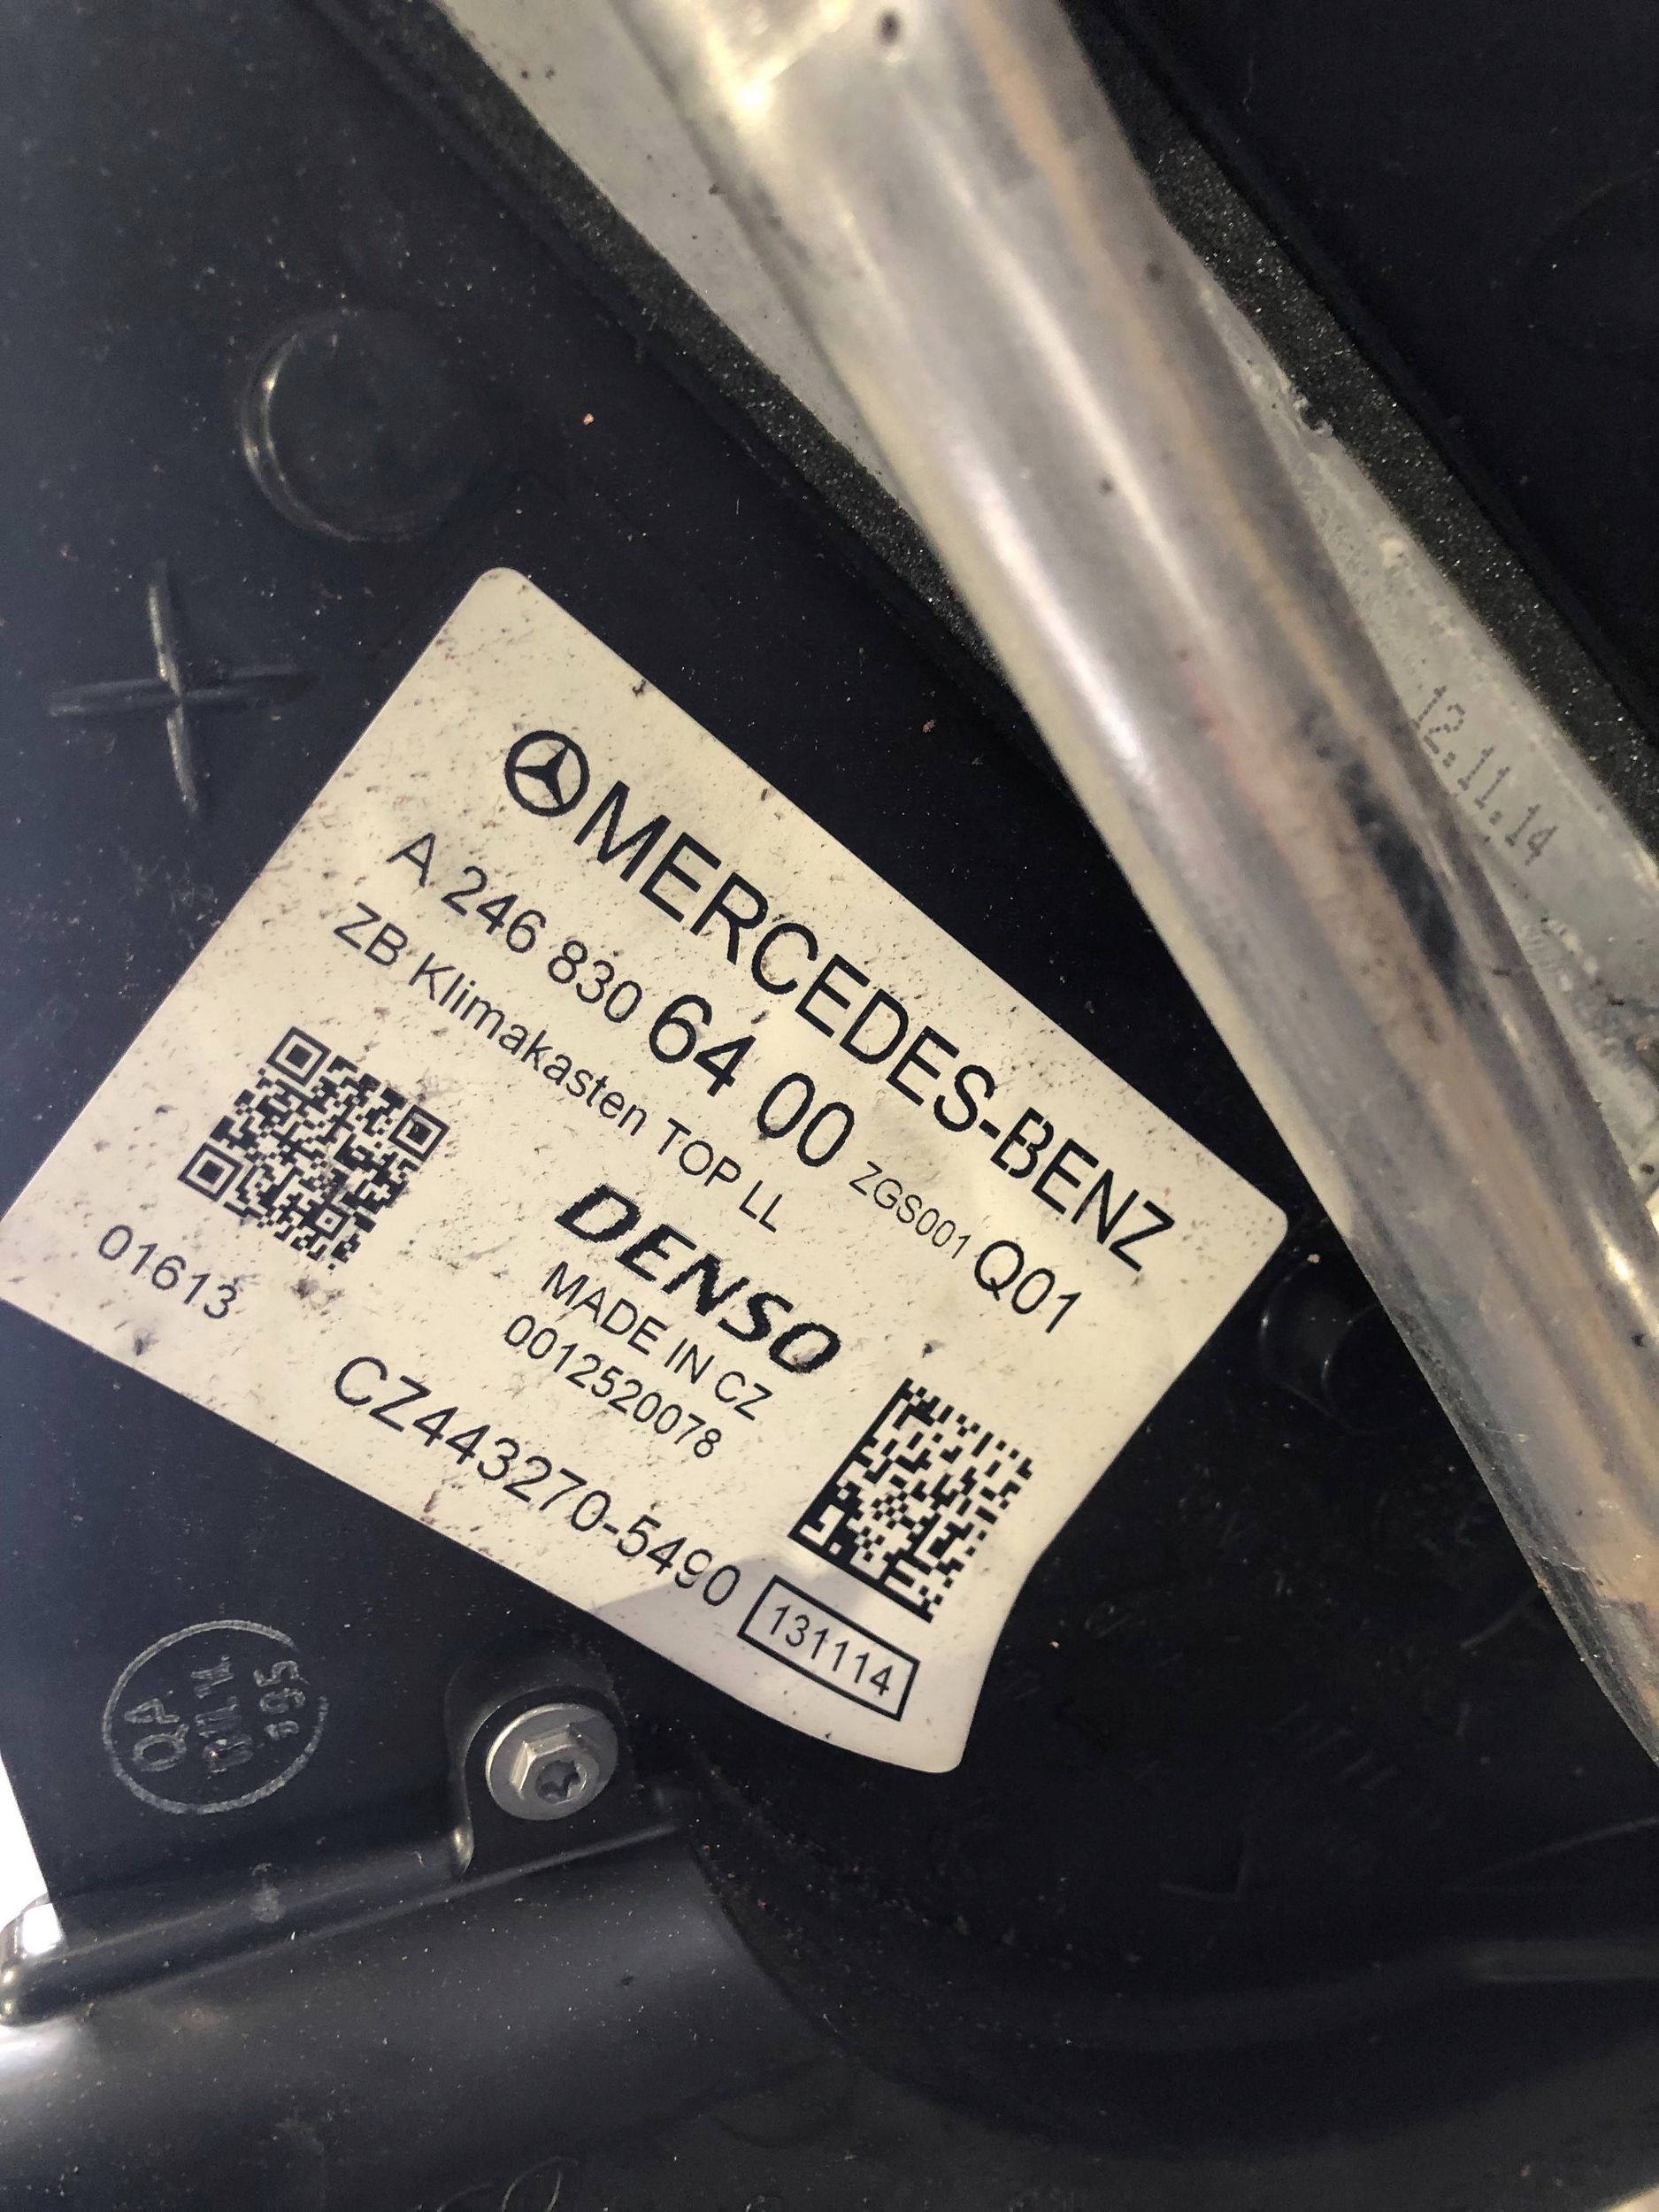 MERCEDES-BENZ
A 246 830 64 00 ZGS001 Q01
ZB Klimakasten TOP LL
DENSO
MADE IN CZ
0012520078
01613
CZ443270-5490
131114
12.11.14
QA